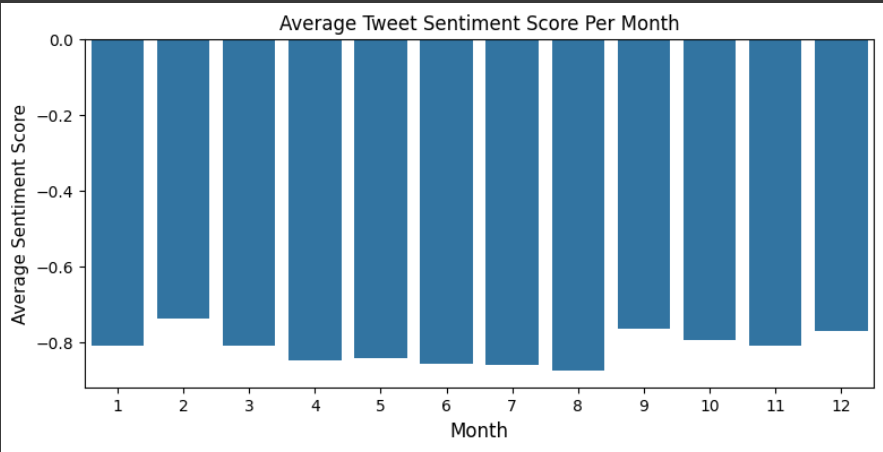 Average Tweet Sentiment Score Per Month
0.0
−0.2
−0.4
−0.6
−0.8
Average Sentiment Score
1 2 3 4 5 6 7 8 9 10 11 12
Month